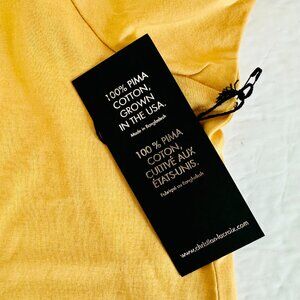 100% PIMA
COTTON,
GROWN
IN THE USA.
Made in Bangladesh
100 % PIMA
COTON,
CULTIVÉ AUX
ÉTATS-UNIS.
Fabriqué au Bangladesh
www.christianlacroix.com